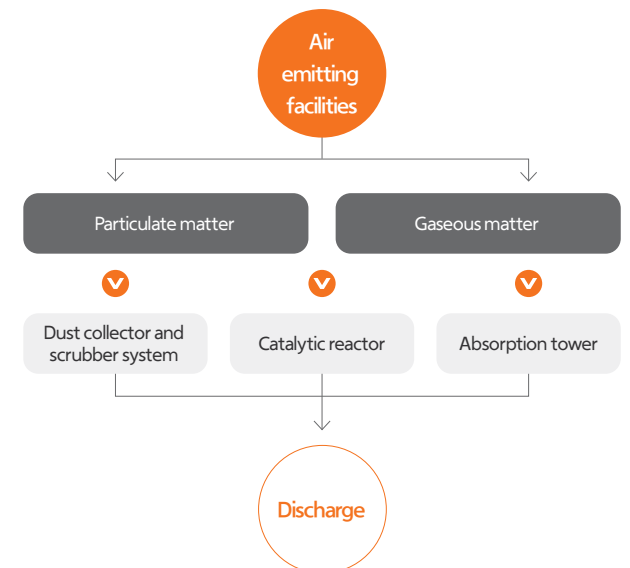 Air
emitting
facilities
Particulate matter
Gaseous matter
Dust collector and
scrubber system
Catalytic reactor
Absorption tower
Discharge